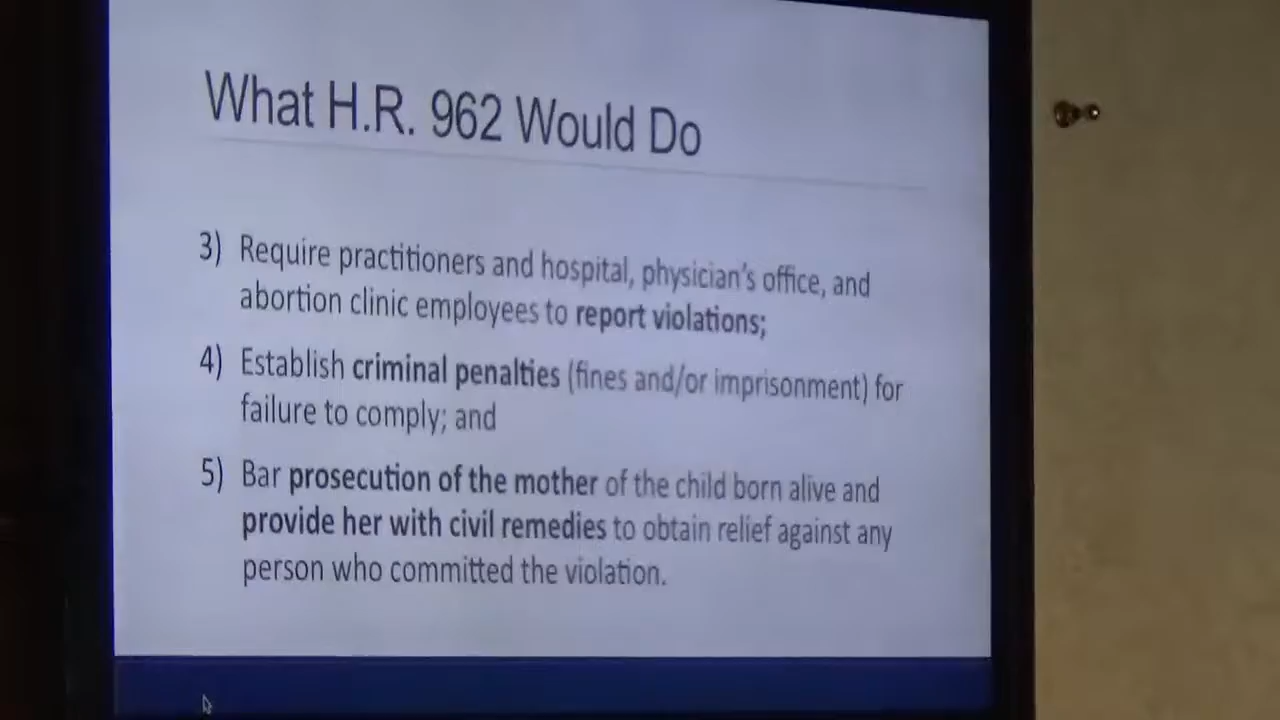 What H.R. 962 Would Do
3) Require practitioners and hospital, physician's office, and
abortion clinic employees to report violations;
4) Establish criminal penalties (fines and/or imprisonment) for
failure to comply; and
5) Bar prosecution of the mother of the child born alive and
provide her with civil remedies to obtain relief against any
person who committed the violation.